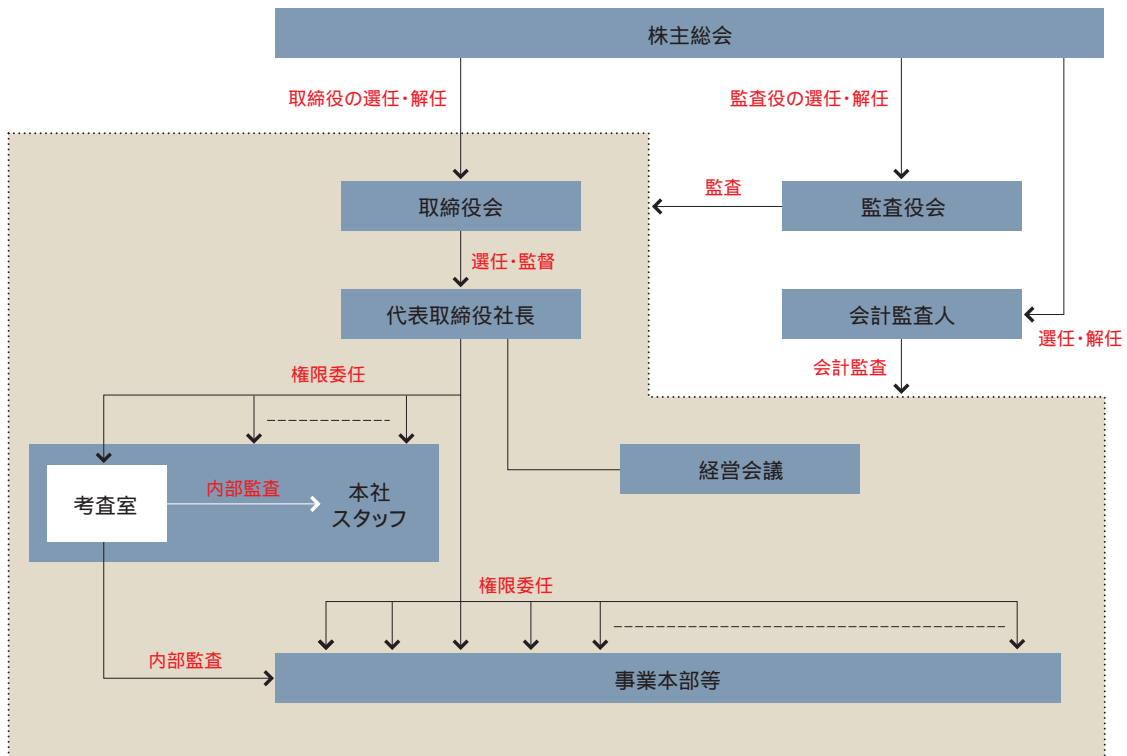 株主総会
取締役の選任・解任
監査役の選任・解任
取締役会
監査
監査役会
選任・監督
代表取締役社長
会計監査人
選任・解任
会計監査
権限委任
考査室
内部監査
本社
スタッフ
経営会議
権限委任
内部監査
事業本部等